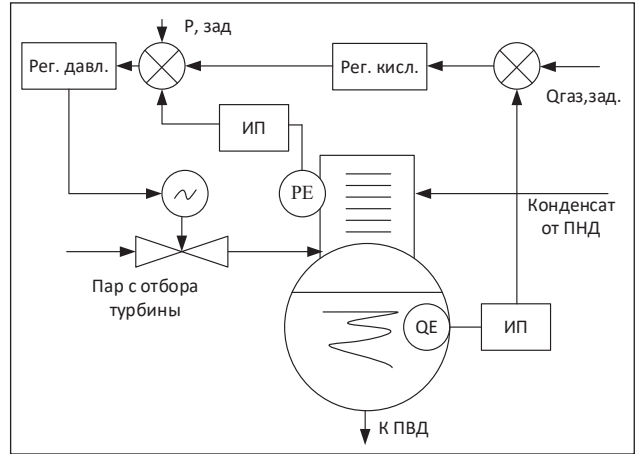 P, зад
Рег. давл.
Рег. кисл.
Qгаз,зад.
ИП
PE
Конденсат
от ПНД
Пар с отбора
турбины
QE
ИП
К ПВД